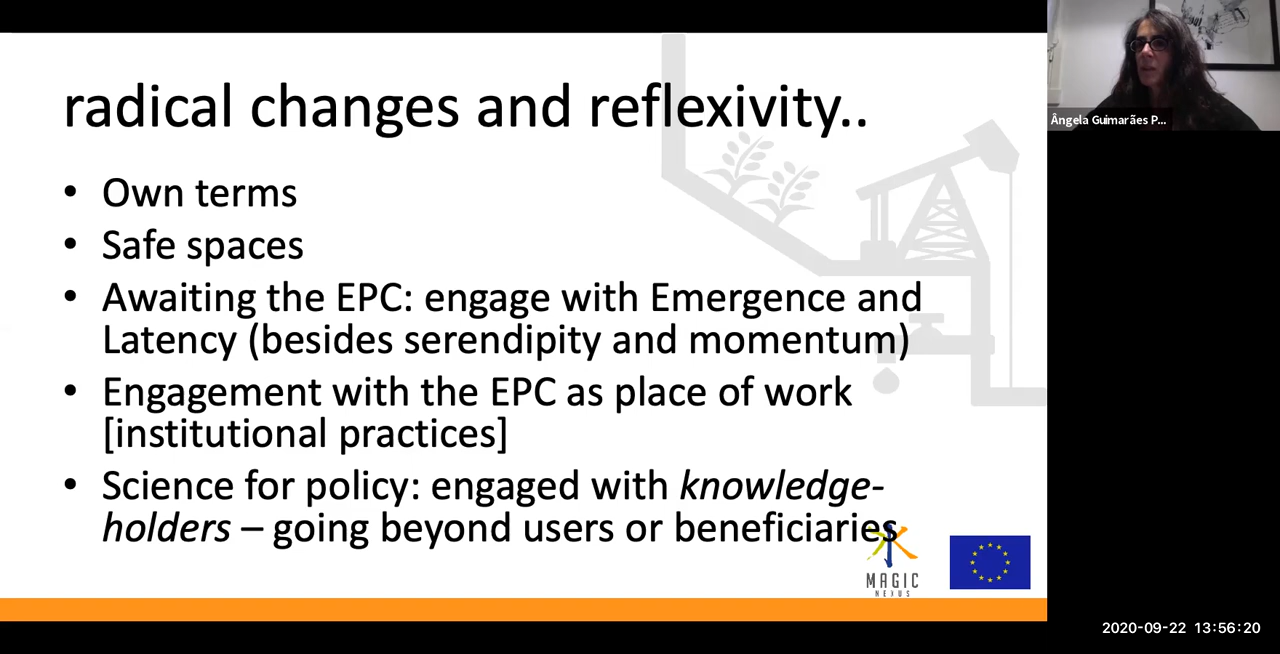 radical changes and reflexivity..
• Own terms
• Safe spaces
• Awaiting the EPC: engage with Emergence and
Latency (besides serendipity and momentum)
• Engagement with the EPC as place of work
[institutional practices]
• Science for policy: engaged with knowledge-
holders – going beyond users or beneficiaries
MAGIC
NEXUS
Ângela Guimarães P...
2020-09-22 13:56:20